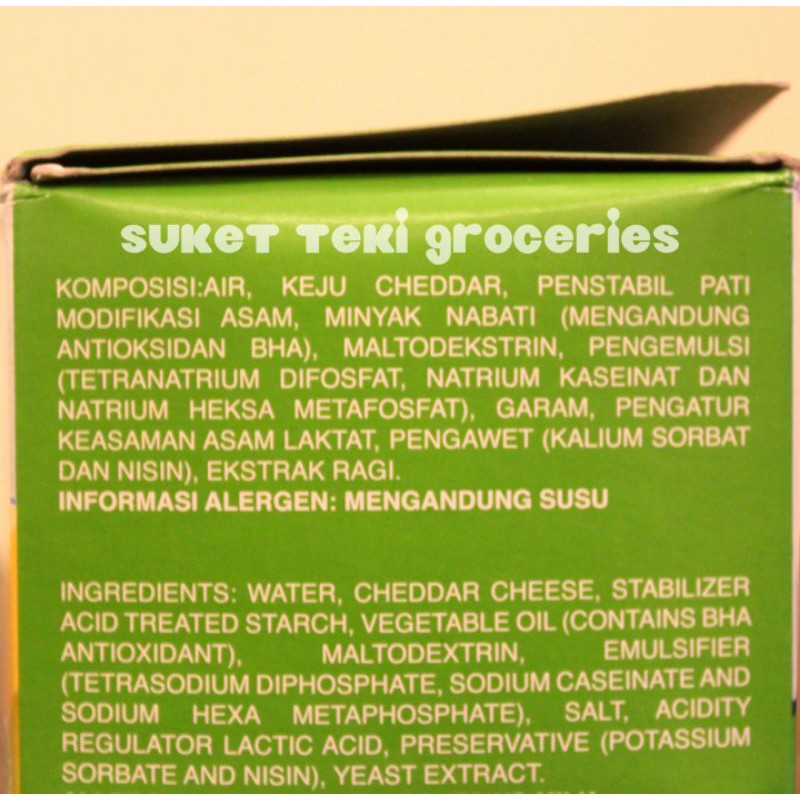 SUKET TEKI GROCERIES
KOMPOSISI:AIR, KEJU CHEDDAR, PENSTABIL PATI
MODIFIKASI ASAM, MINYAK NABATI (MENGANDUNG
ANTIOKSIDAN BHA), MALTODEKSTRIN, PENGEMULSI
(TETRANATRIUM DIFOSFAT, NATRIUM KASEINAT DAN
NATRIUM HEKSA METAFOSFAT), GARAM, PENGATUR
KEASAMAN ASAM LAKTAT, PENGAWET (KALIUM SORBAT
DAN NISIN), EKSTRAK RAGI.
INFORMASI ALERGEN: MENGANDUNG SUSU
INGREDIENTS: WATER, CHEDDAR CHEESE, STABILIZER
ACID TREATED STARCH, VEGETABLE OIL (CONTAINS BHA
ANTIOXIDANT), MALTODEXTRIN, EMULSIFIER
(TETRASODIUM DIPHOSPHATE, SODIUM CASEINATE AND
SODIUM HEXA METAPHOSPHATE), SALT, ACIDITY
REGULATOR LACTIC ACID, PRESERVATIVE (POTASSIUM
SORBATE AND NISIN), YEAST EXTRACT.